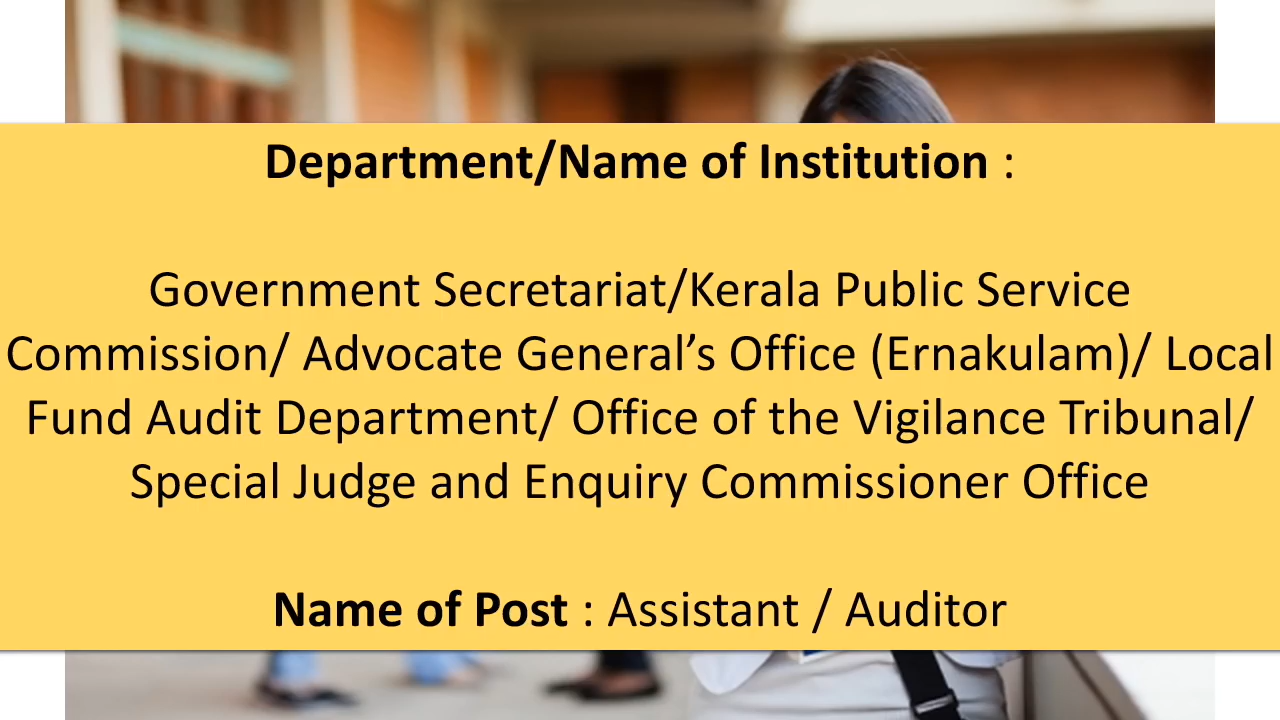 Department/Name of Institution :
Government Secretariat/Kerala Public Service
Commission/ Advocate General’s Office (Ernakulam)/ Local
Fund Audit Department/ Office of the Vigilance Tribunal/
Special Judge and Enquiry Commissioner Office
Name of Post : Assistant / Auditor